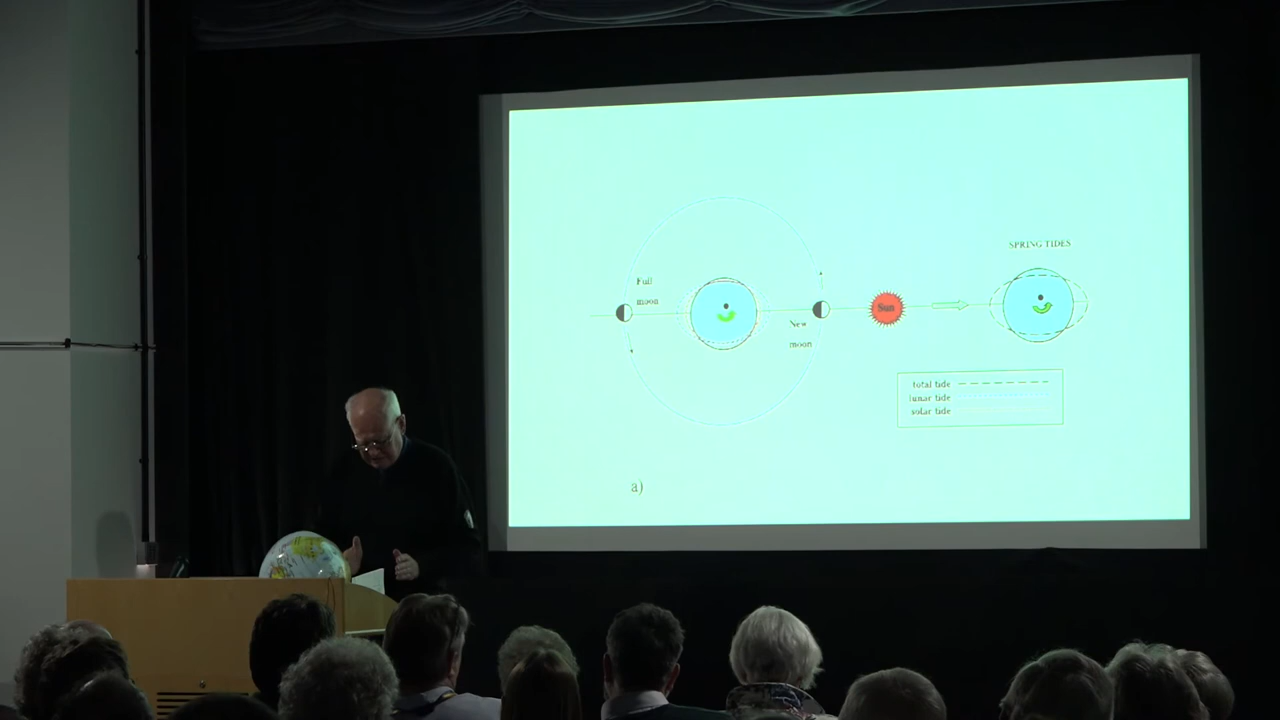 SPRING TIDES
Full
moon
Sun
New
moon
total tide
lunar tide
solar tide
a)